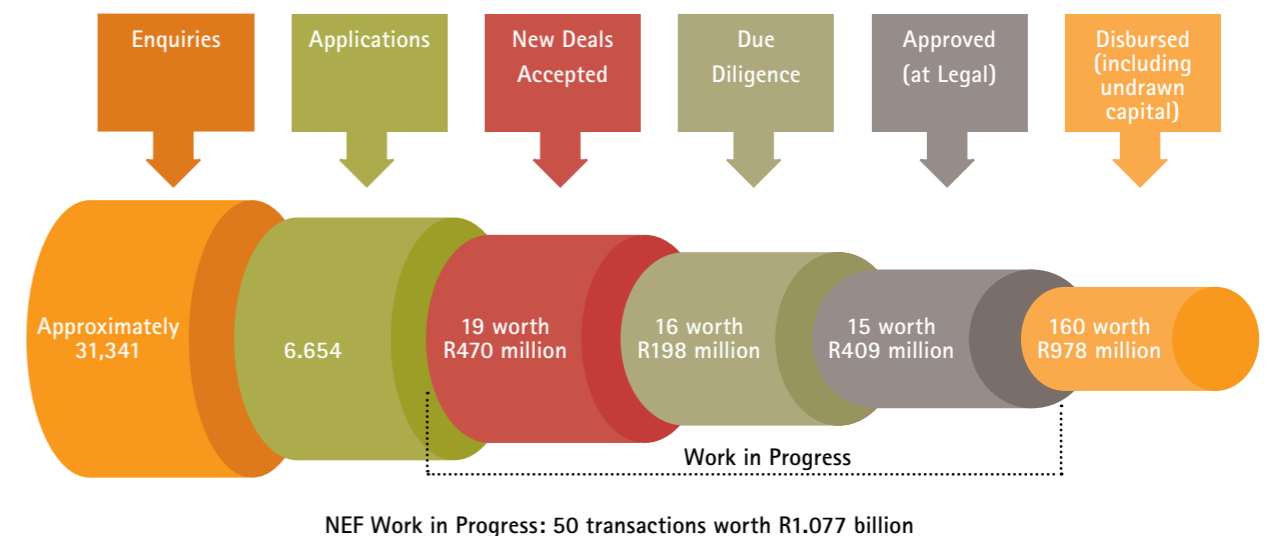 Enquiries
Applications
New Deals
Accepted
Due
Diligence
Approved
(at Legal)
Disbursed
(including
undrawn
capital)
Approximately
31,341
6.654
19 worth
R470 million
16 worth
R198 million
15 worth
R409 million
160 worth
R978 million
Work in Progress
NEF Work in Progress: 50 transactions worth R1.077 billion